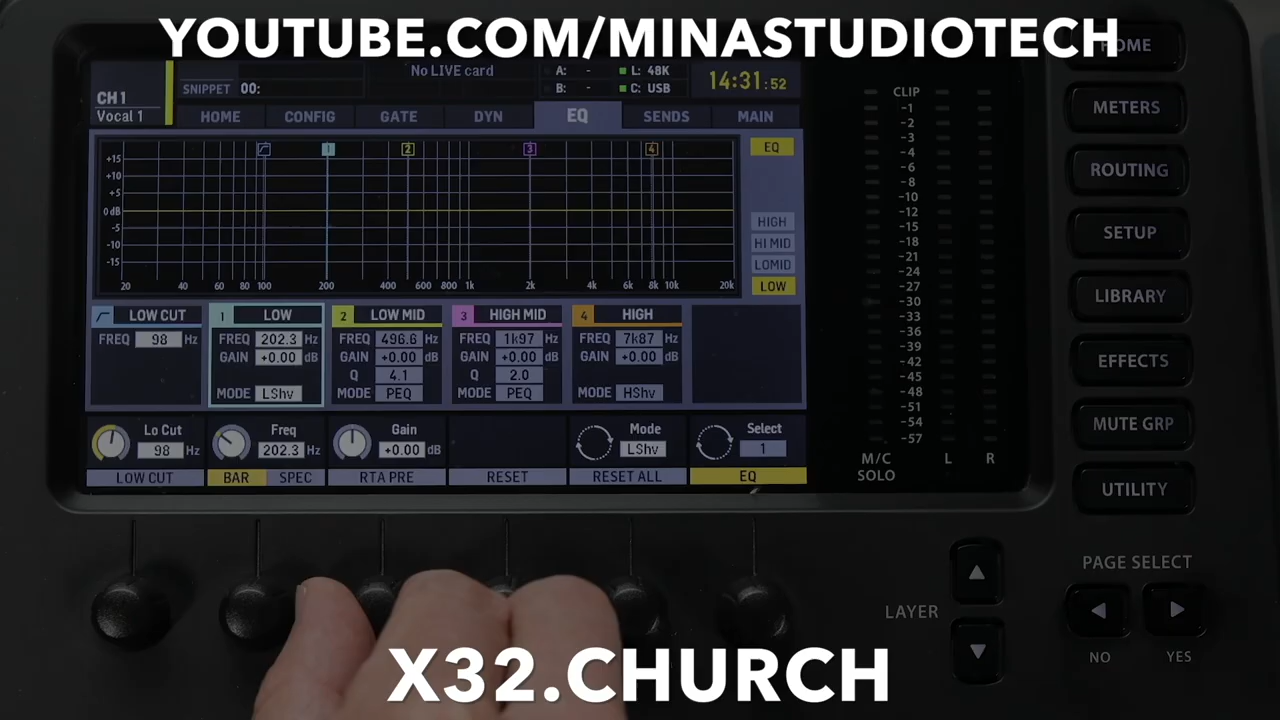 YOUTUBE.COM/MINASTUDIOTECH
HOME
No LIVE card
A: - L: 48K
B: - C: USB
SNIPPET 00:
14:31:52
CH 1
Vocal 1
HOME CONFIG GATE DYN EQ SENDS MAIN
1 2 3 4
EQ
+15
+10
+5
0 dB
-5
-10
-15
20 40 60 80 100 200 400 600 800 1k 2k 4k 6k 8k 10k 20k
HIGH
HI MID
LOMID
LOW
LOW CUT
FREQ 98 Hz
1 LOW
FREQ 202.3 Hz
GAIN +0.00 dB
MODE LShv
2 LOW MID
FREQ 496.6 Hz
GAIN +0.00 dB
Q 4.1
MODE PEQ
3 HIGH MID
FREQ 1k97 Hz
GAIN +0.00 dB
Q 2.0
MODE PEQ
4 HIGH
FREQ 7k87 Hz
GAIN +0.00 dB
MODE HShv
Lo Cut
98 Hz
Freq
202.3 Hz
Gain
+0.00 dB
Mode
LShv
Select
1
LOW CUT BAR SPEC RTA PRE RESET RESET ALL EQ
CLIP
-1
-2
-3
-4
-6
-8
-10
-12
-15
-18
-21
-24
-27
-30
-33
-36
-39
-42
-45
-48
-51
-54
-57
M/C
SOLO
L R
METERS
ROUTING
SETUP
LIBRARY
EFFECTS
MUTE GRP
UTILITY
PAGE SELECT
LAYER
NO YES
X32.CHURCH